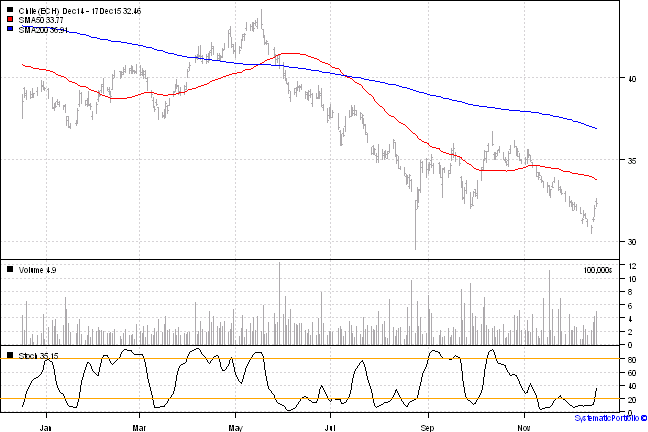 Chile (ECH) Dec14 - 17Dec15 32.46
SMA50 33.77
SMA200 36.91
40
35
30
Volume 4.9
100,000s
12
10
8
6
4
2
0
Stoch 35.15
80
60
40
20
0
Jan
Mar
May
Jul
Sep
Nov
SystematicPortfolio ©